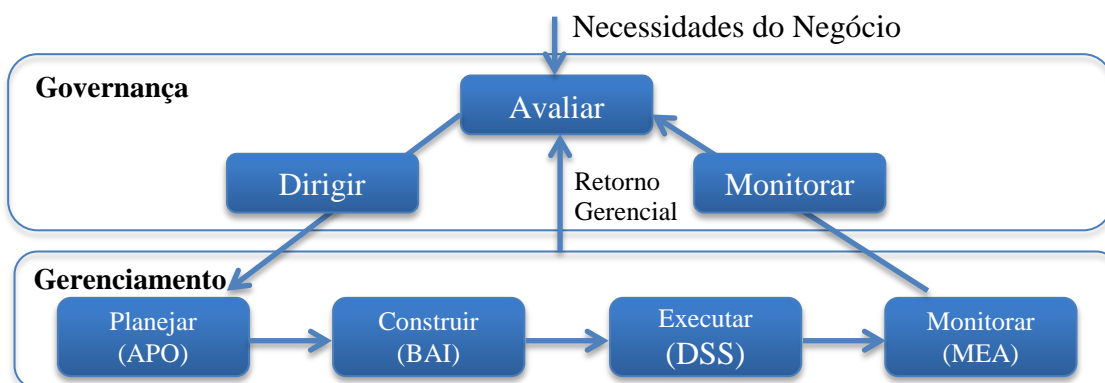 Necessidades do Negócio
Governança
Avaliar
Dirigir
Retorno
Gerencial
Monitorar
Gerenciamento
Planejar
(APO)
Construir
(BAI)
Executar
(DSS)
Monitorar
(MEA)